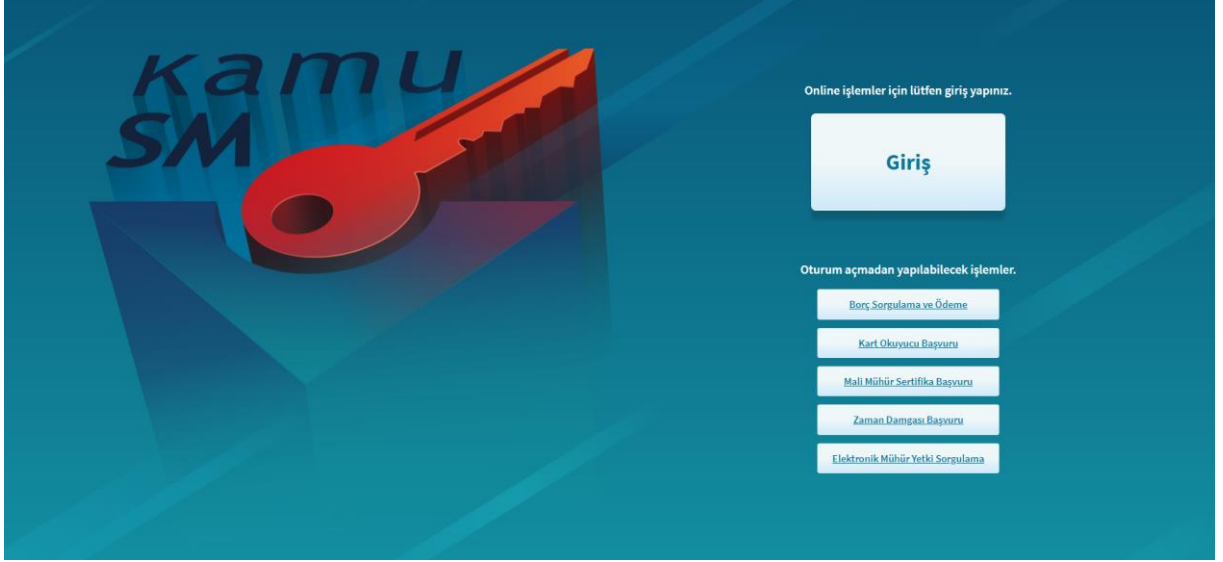 Kamu
SM
Online işlemler için lütfen giriş yapınız.
Giriş
Oturum açmadan yapılabilecek işlemler.
Borç Sorgulama ve Ödeme
Kart Okuyucu Başvuru
Mali Mühür Sertifika Başvuru
Zaman Damgası Başvuru
Elektronik Mühür Yetki Sorgulama